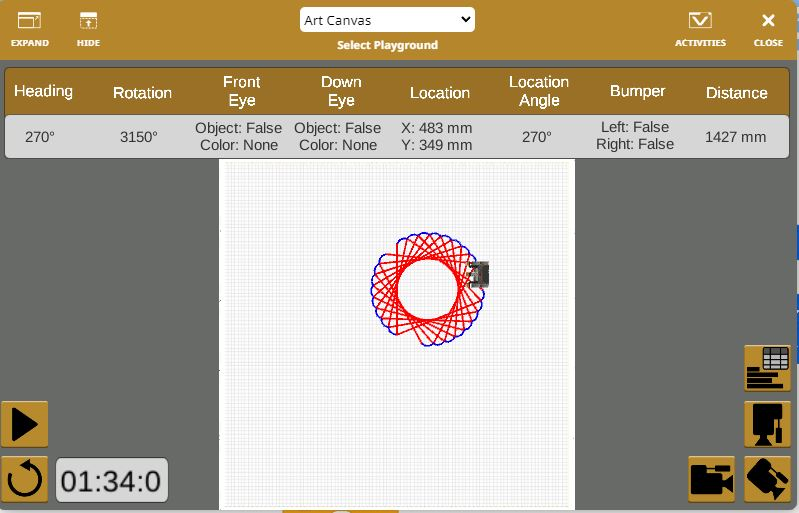 Art Canvas
EXPAND
HIDE
Select Playground
ACTIVITIES
CLOSE
Heading
Rotation
Front
Eye
Down
Eye
Location
Location
Angle
Bumper
Distance
270°
3150°
Object: False
Color: None
Object: False
Color: None
X: 483 mm
Y: 349 mm
270°
Left: False
Right: False
1427 mm
01:34:0